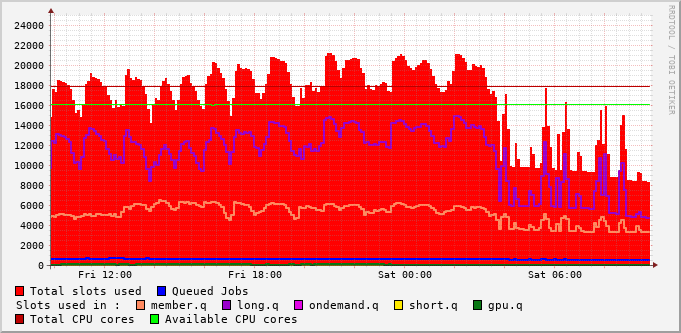 24000
22000
20000
18000
16000
14000
12000
10000
8000
6000
4000
2000
0
Fri 12:00 Fri 18:00 Sat 00:00 Sat 06:00
Total slots used Queued Jobs
Slots used in : member.q long.q ondemand.q short.q gpu.q
Total CPU cores Available CPU cores
RRDTOOL / TOBI OETIKER